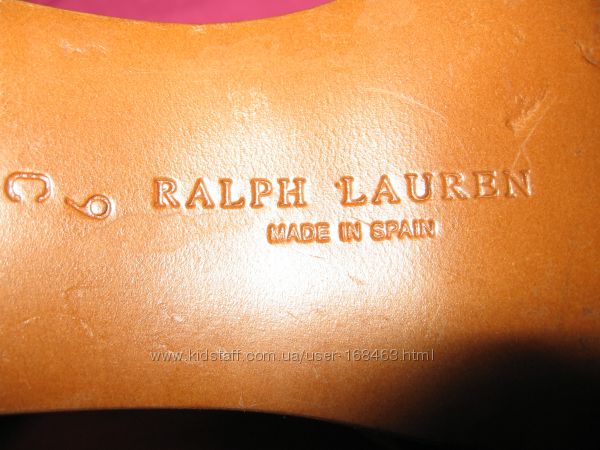 C
RALPH LAUREN
MADE IN SPAIN
www.kidstaff.com.ua/user-168463.html